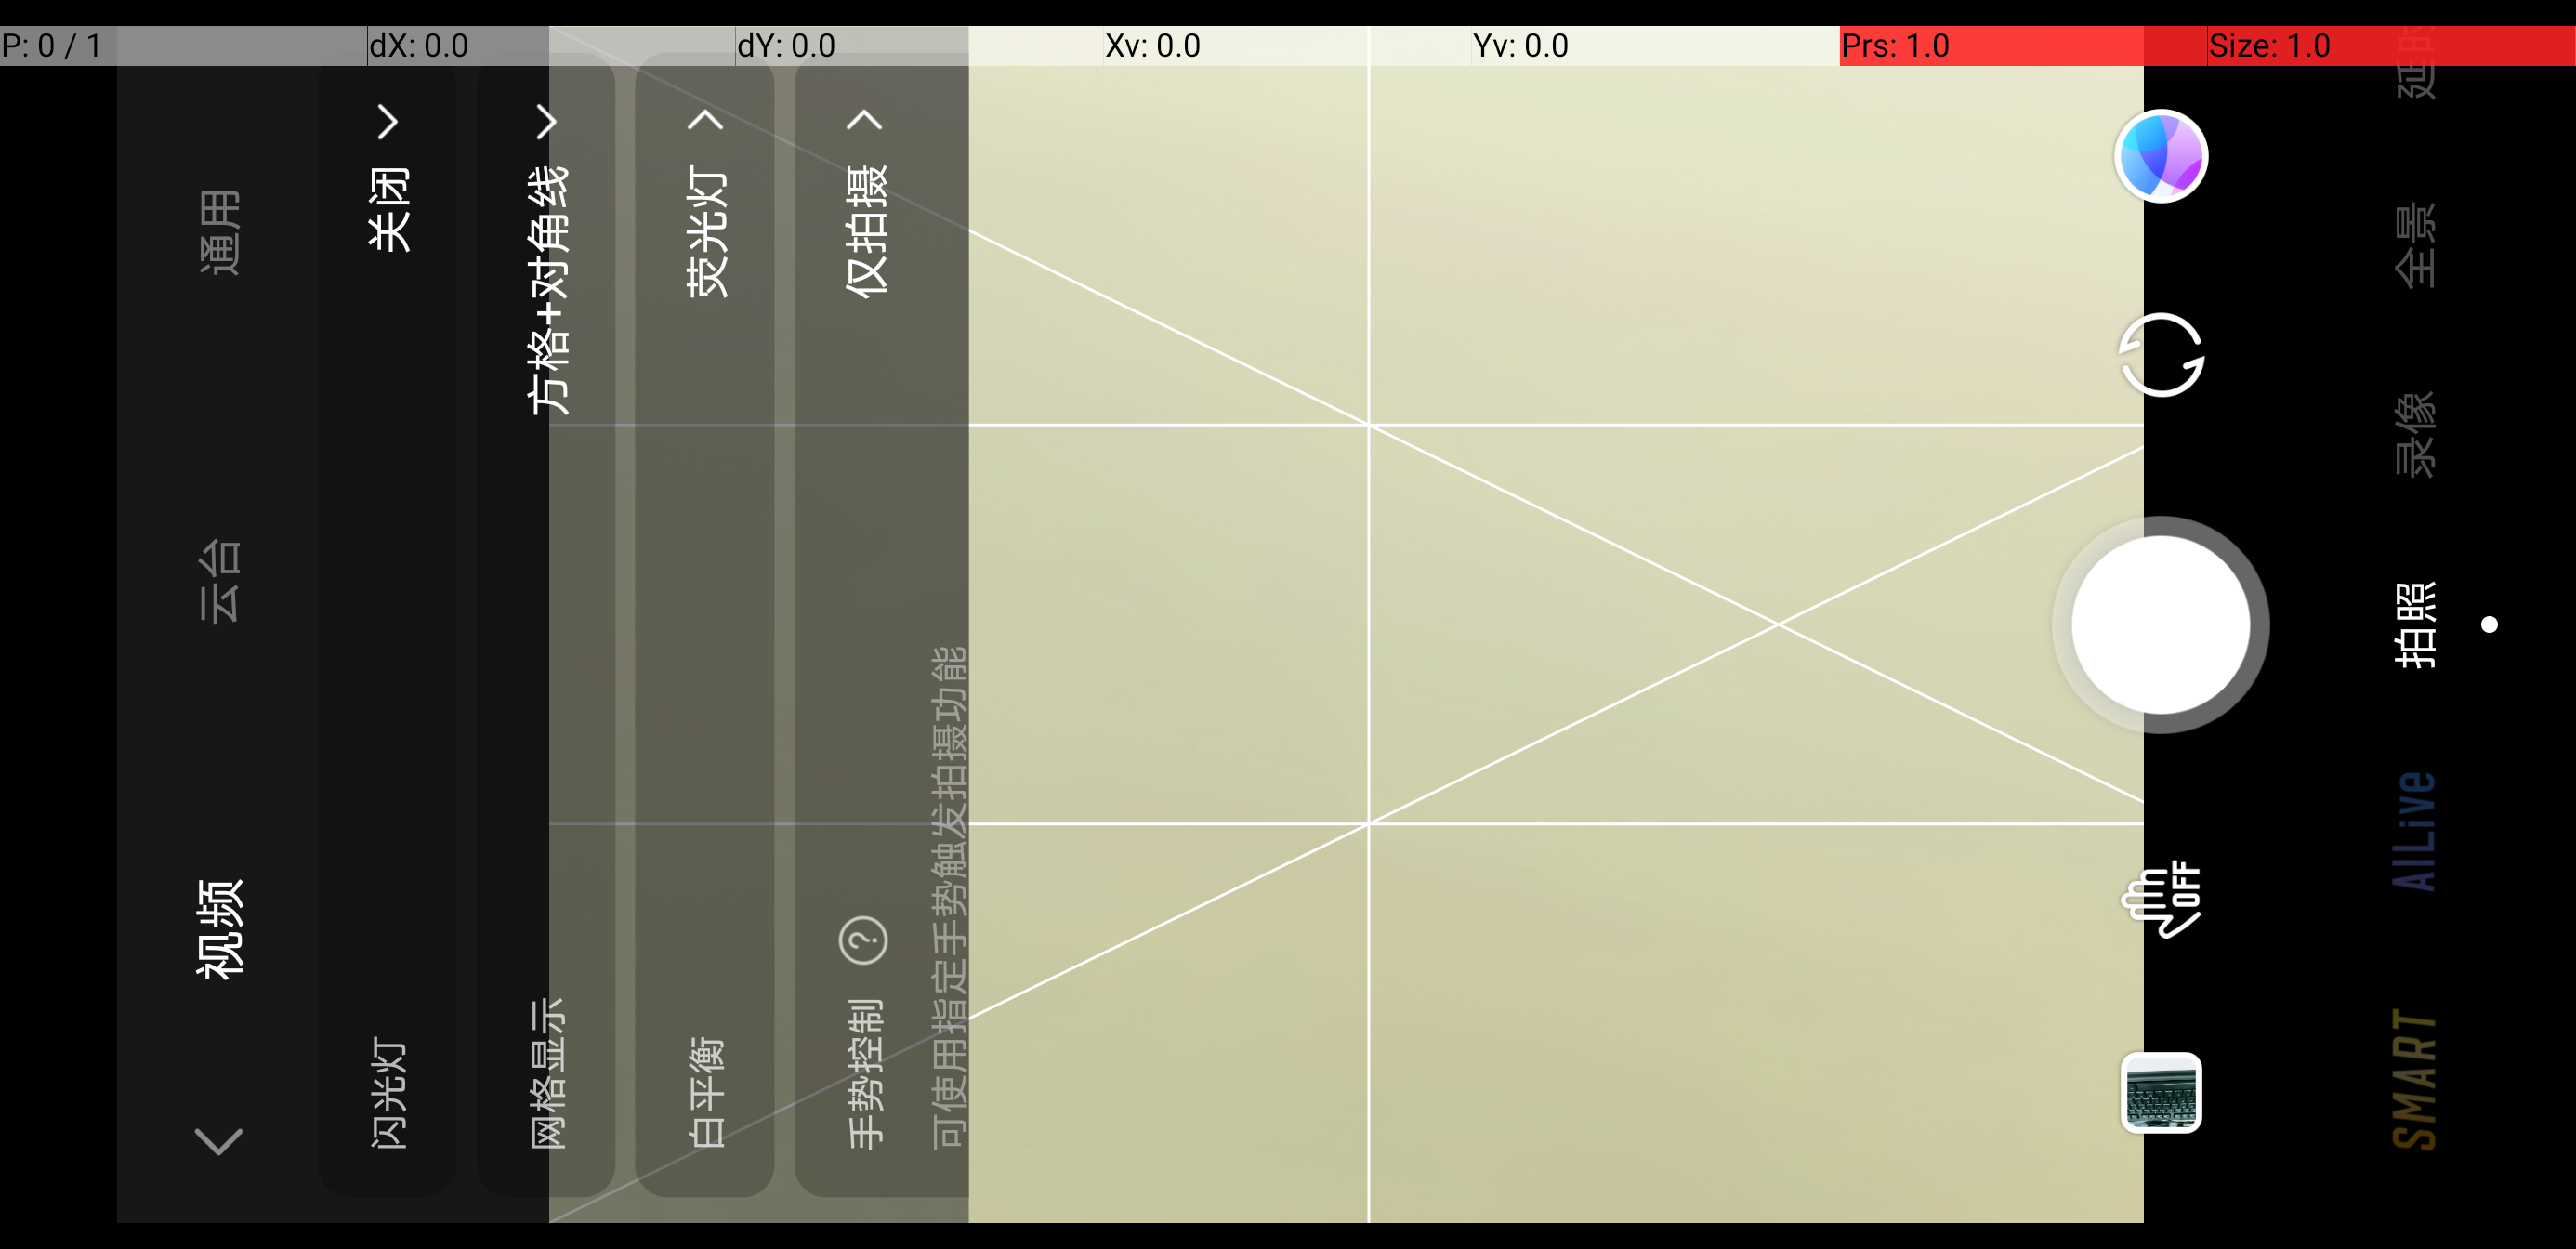 P: 0 / 1
dX: 0.0
dY: 0.0
Xv: 0.0
Yv: 0.0
Prs: 1.0
Size: 1.0
视频
云台
通用
闪光灯
关闭
网格显示
方格+对角线
白平衡
荧光灯
手势控制
仅拍摄
可使用指定手势触发拍摄功能
OFF
SMART
AILive
拍照
录像
全景
延时